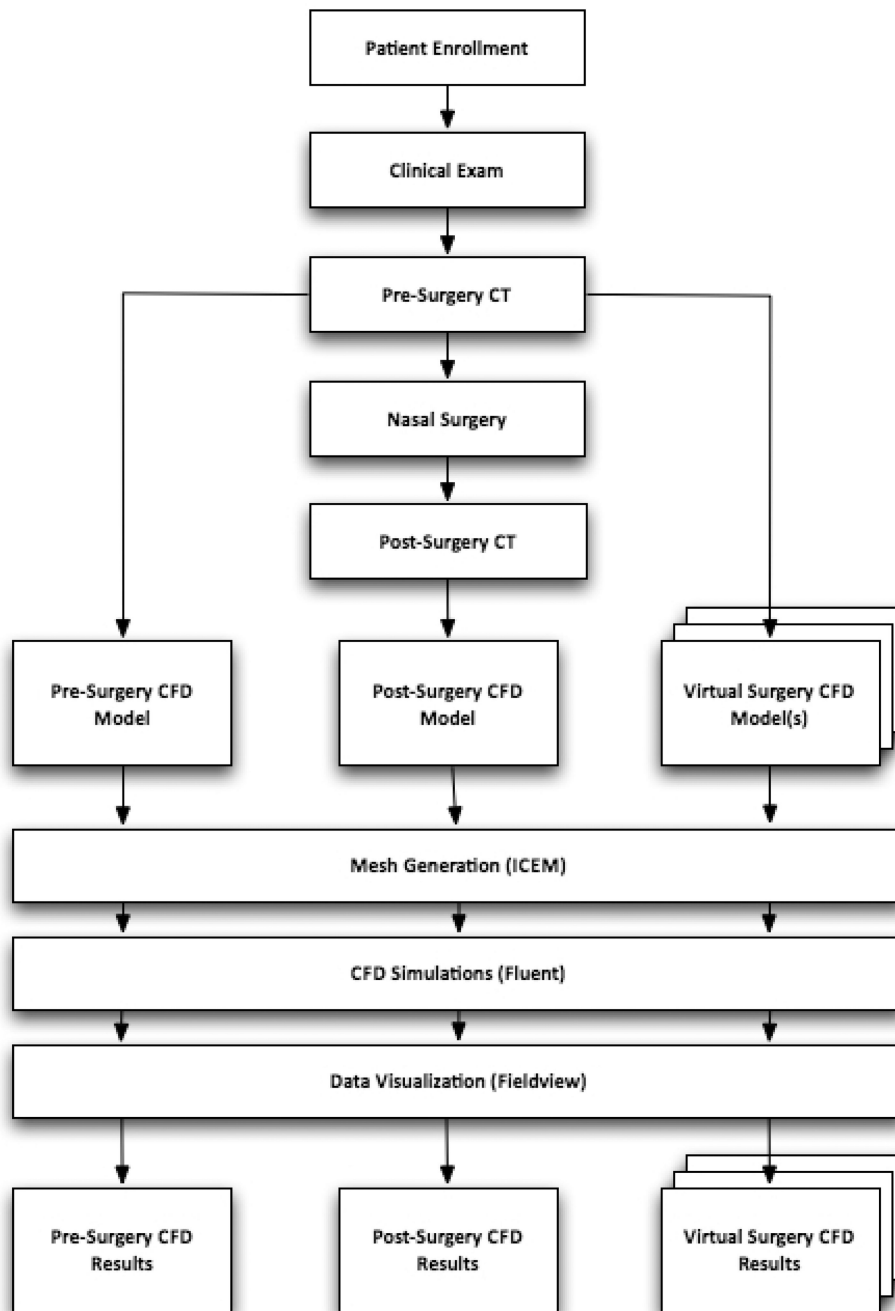 Patient Enrollment
Clinical Exam
Pre-Surgery CT
Nasal Surgery
Post-Surgery CT
Pre-Surgery CFD
Model
Post-Surgery CFD
Model
Virtual Surgery CFD
Model(s)
Mesh Generation (ICEM)
CFD Simulations (Fluent)
Data Visualization (Fieldview)
Pre-Surgery CFD
Results
Post-Surgery CFD
Results
Virtual Surgery CFD
Results